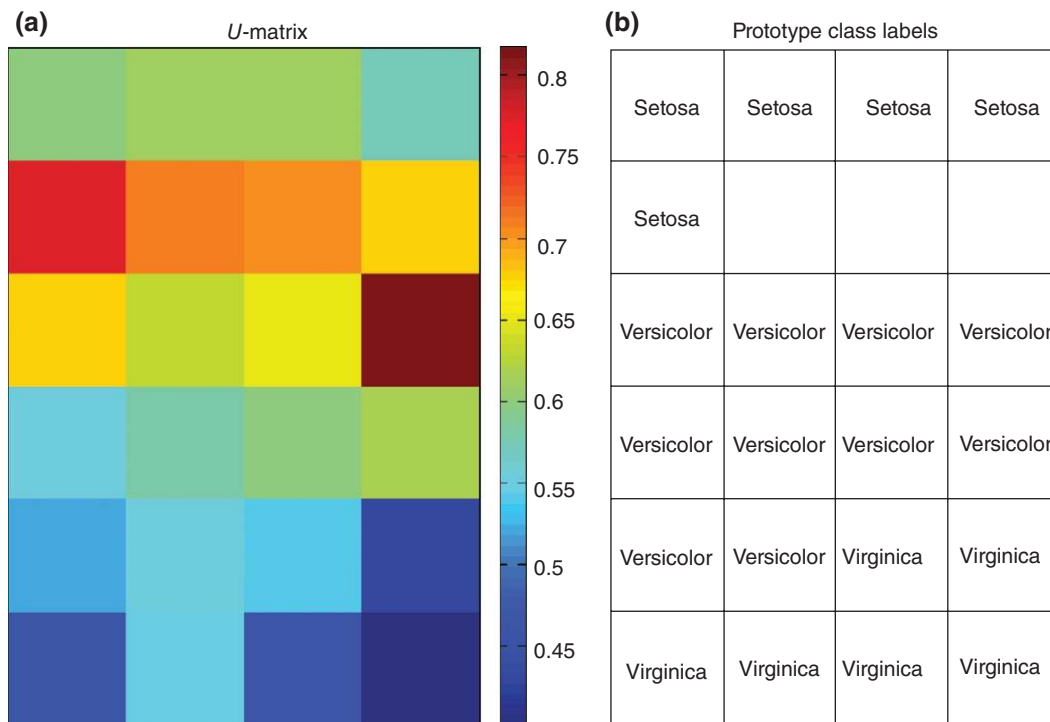 (a)
U-matrix
0.8
0.75
0.7
0.65
0.6
0.55
0.5
0.45
(b)
Prototype class labels
Setosa Setosa Setosa Setosa
Setosa
Versicolor Versicolor Versicolor Versicolor
Versicolor Versicolor Versicolor Versicolor
Versicolor Versicolor Virginica Virginica
Virginica Virginica Virginica Virginica